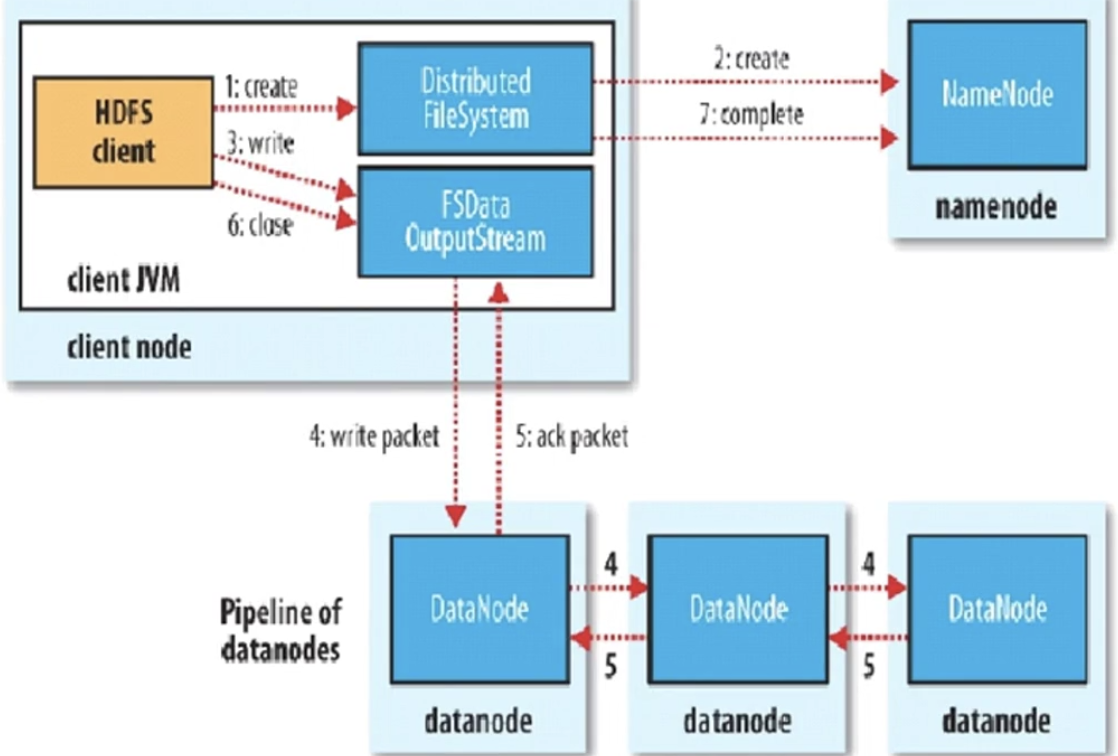 HDFS
client
1: create
3: write
6: close
Distributed
FileSystem
FSData
OutputStream
client JVM
client node
2: create
7: complete
NameNode
namenode
4: write packet
5: ack packet
Pipeline of
datanodes
DataNode
4
5
DataNode
4
5
DataNode
datanode
datanode
datanode